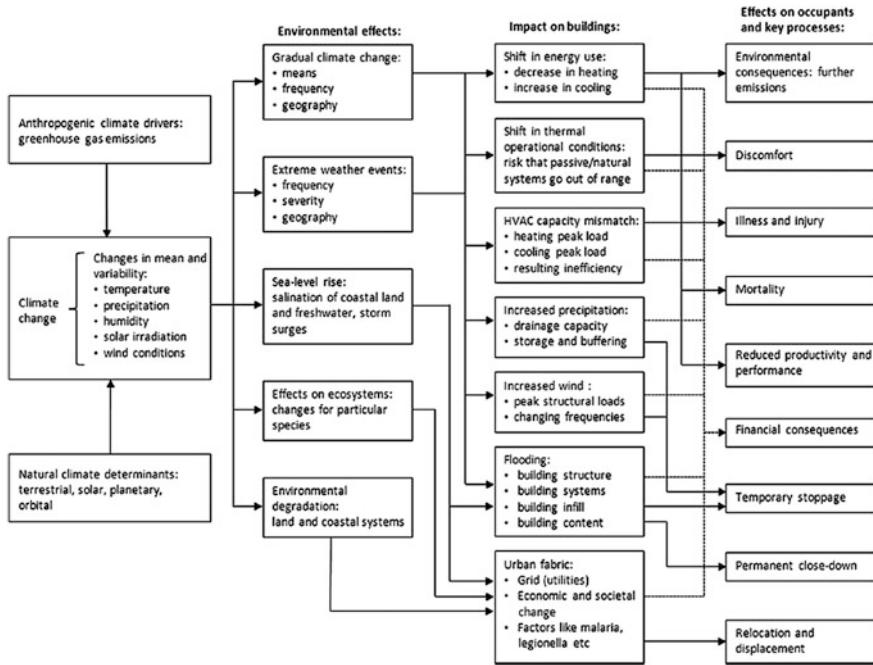 Environmental effects:
Impact on buildings:
Effects on occupants
and key processes:
Anthropogenic climate drivers:
greenhouse gas emissions
Climate
change
Changes in mean and
variability:
• temperature
• precipitation
• humidity
• solar irradiation
• wind conditions
Natural climate determinants:
terrestrial, solar, planetary,
orbital
Gradual climate change:
• means
• frequency
• geography
Extreme weather events:
• frequency
• severity
• geography
Sea-level rise:
salination of coastal land
and freshwater, storm
surges
Effects on ecosystems:
changes for particular
species
Environmental
degradation:
land and coastal systems
Shift in energy use:
• decrease in heating
• increase in cooling
Shift in thermal
operational conditions:
risk that passive/natural
systems go out of range
HVAC capacity mismatch:
• heating peak load
• cooling peak load
• resulting inefficiency
Increased precipitation:
• drainage capacity
• storage and buffering
Increased wind :
• peak structural loads
• changing frequencies
Flooding:
• building structure
• building systems
• building infill
• building content
Urban fabric:
• Grid (utilities)
• Economic and societal
change
• Factors like malaria,
legionella etc
Environmental
consequences: further
emissions
Discomfort
Illness and injury
Mortality
Reduced productivity and
performance
Financial consequences
Temporary stoppage
Permanent close-down
Relocation and
displacement